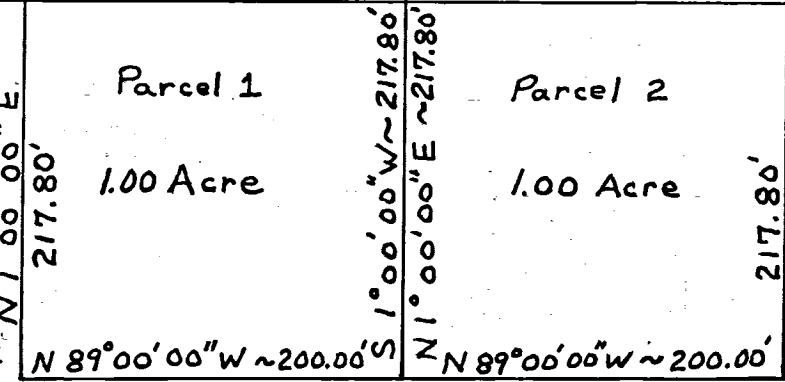 Parcel 1
1.00 Acre
N 1 00 00" E
217.80'
S 1°00'00"W~217.80'
N 89°00'00"W ~200.00'
Parcel 2
1.00 Acre
N 1°00'00"E ~217.80'
217.80'
N 89°00'00"W ~ 200.00'